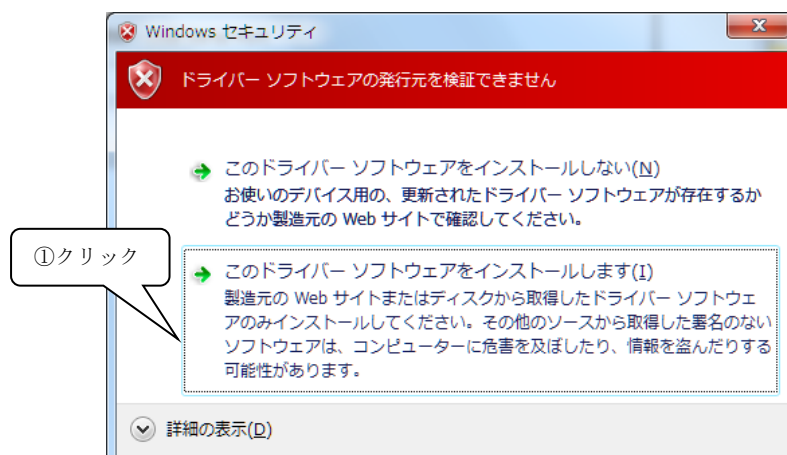 Windows セキュリティ
ドライバー ソフトウェアの発行元を検証できません
このドライバー ソフトウェアをインストールしない(N)
お使いのデバイス用の、更新されたドライバー ソフトウェアが存在するか
どうか製造元の Web サイトで確認してください。
①クリック
このドライバー ソフトウェアをインストールします(I)
製造元の Web サイトまたはディスクから取得したドライバー ソフトウェ
アのみインストールしてください。その他のソースから取得した署名のない
ソフトウェアは、コンピューターに危害を及ぼしたり、情報を盗んだりする
可能性があります。
詳細の表示(D)